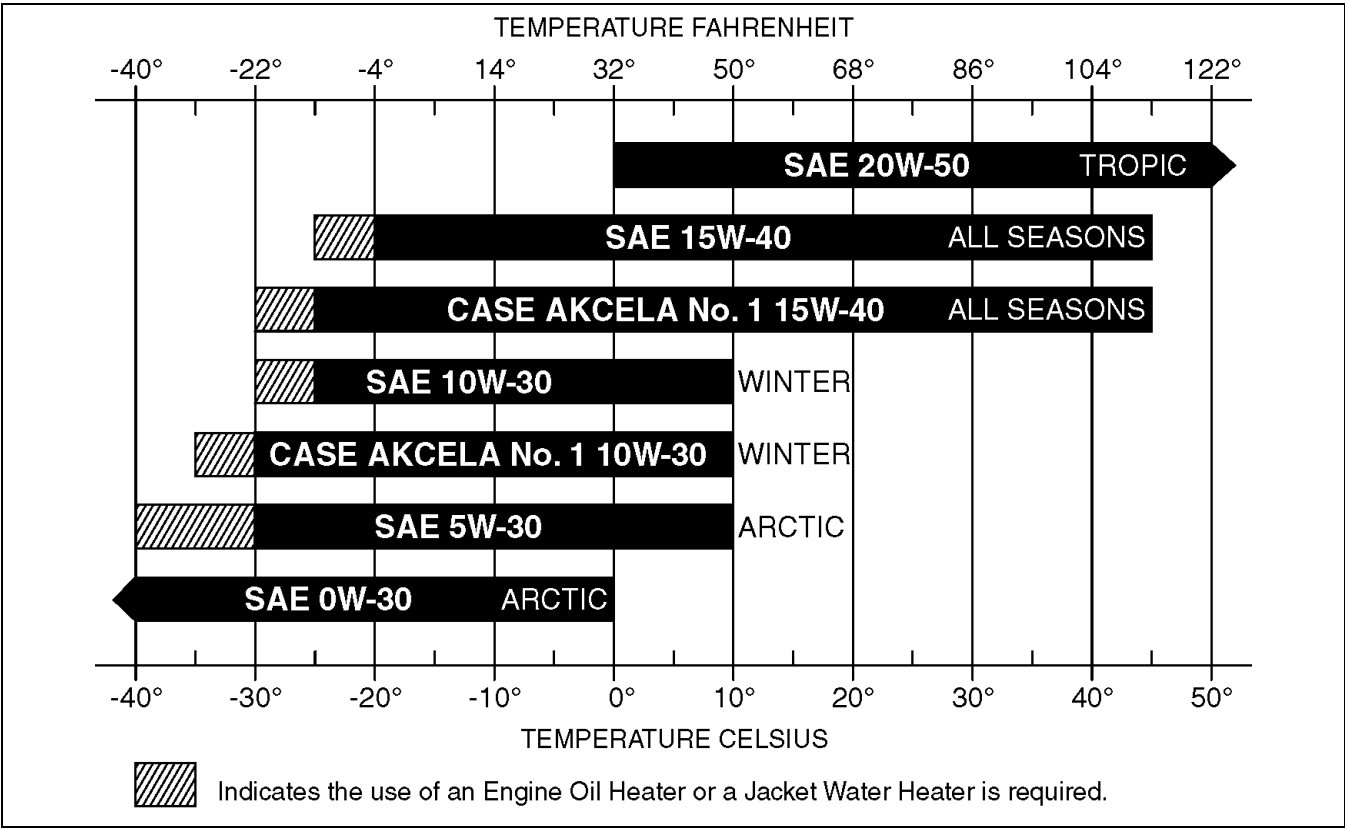 TEMPERATURE FAHRENHEIT
-40° -22° -4° 14° 32° 50° 68° 86° 104° 122°
SAE 20W-50 TROPIC
SAE 15W-40 ALL SEASONS
CASE AKCELA No. 1 15W-40 ALL SEASONS
SAE 10W-30 WINTER
CASE AKCELA No. 1 10W-30 WINTER
SAE 5W-30 ARCTIC
SAE 0W-30 ARCTIC
-40° -30° -20° -10° 0° 10° 20° 30° 40° 50°
TEMPERATURE CELSIUS
Indicates the use of an Engine Oil Heater or a Jacket Water Heater is required.